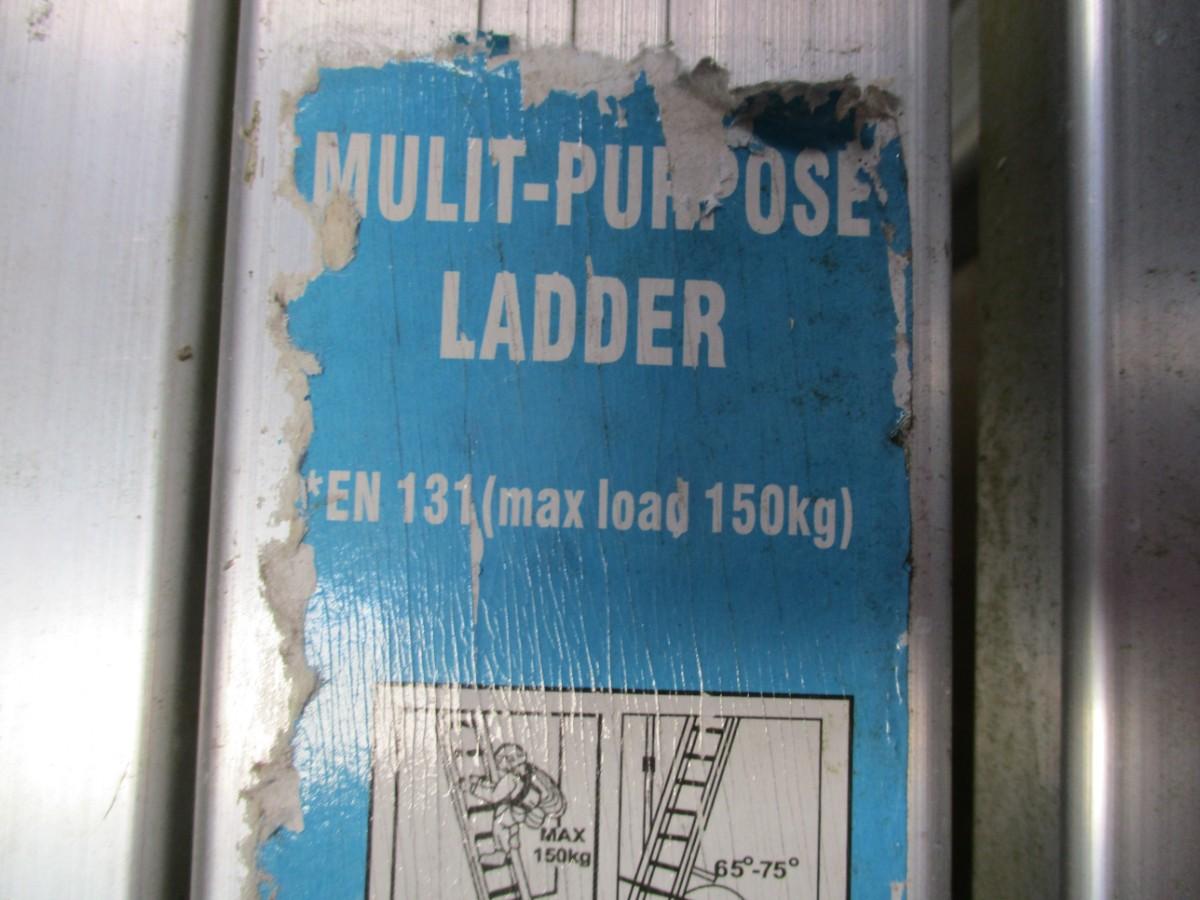 MULIT-PURPOSE
LADDER
*EN 131(max load 150kg)
MAX
150kg
65°-75°